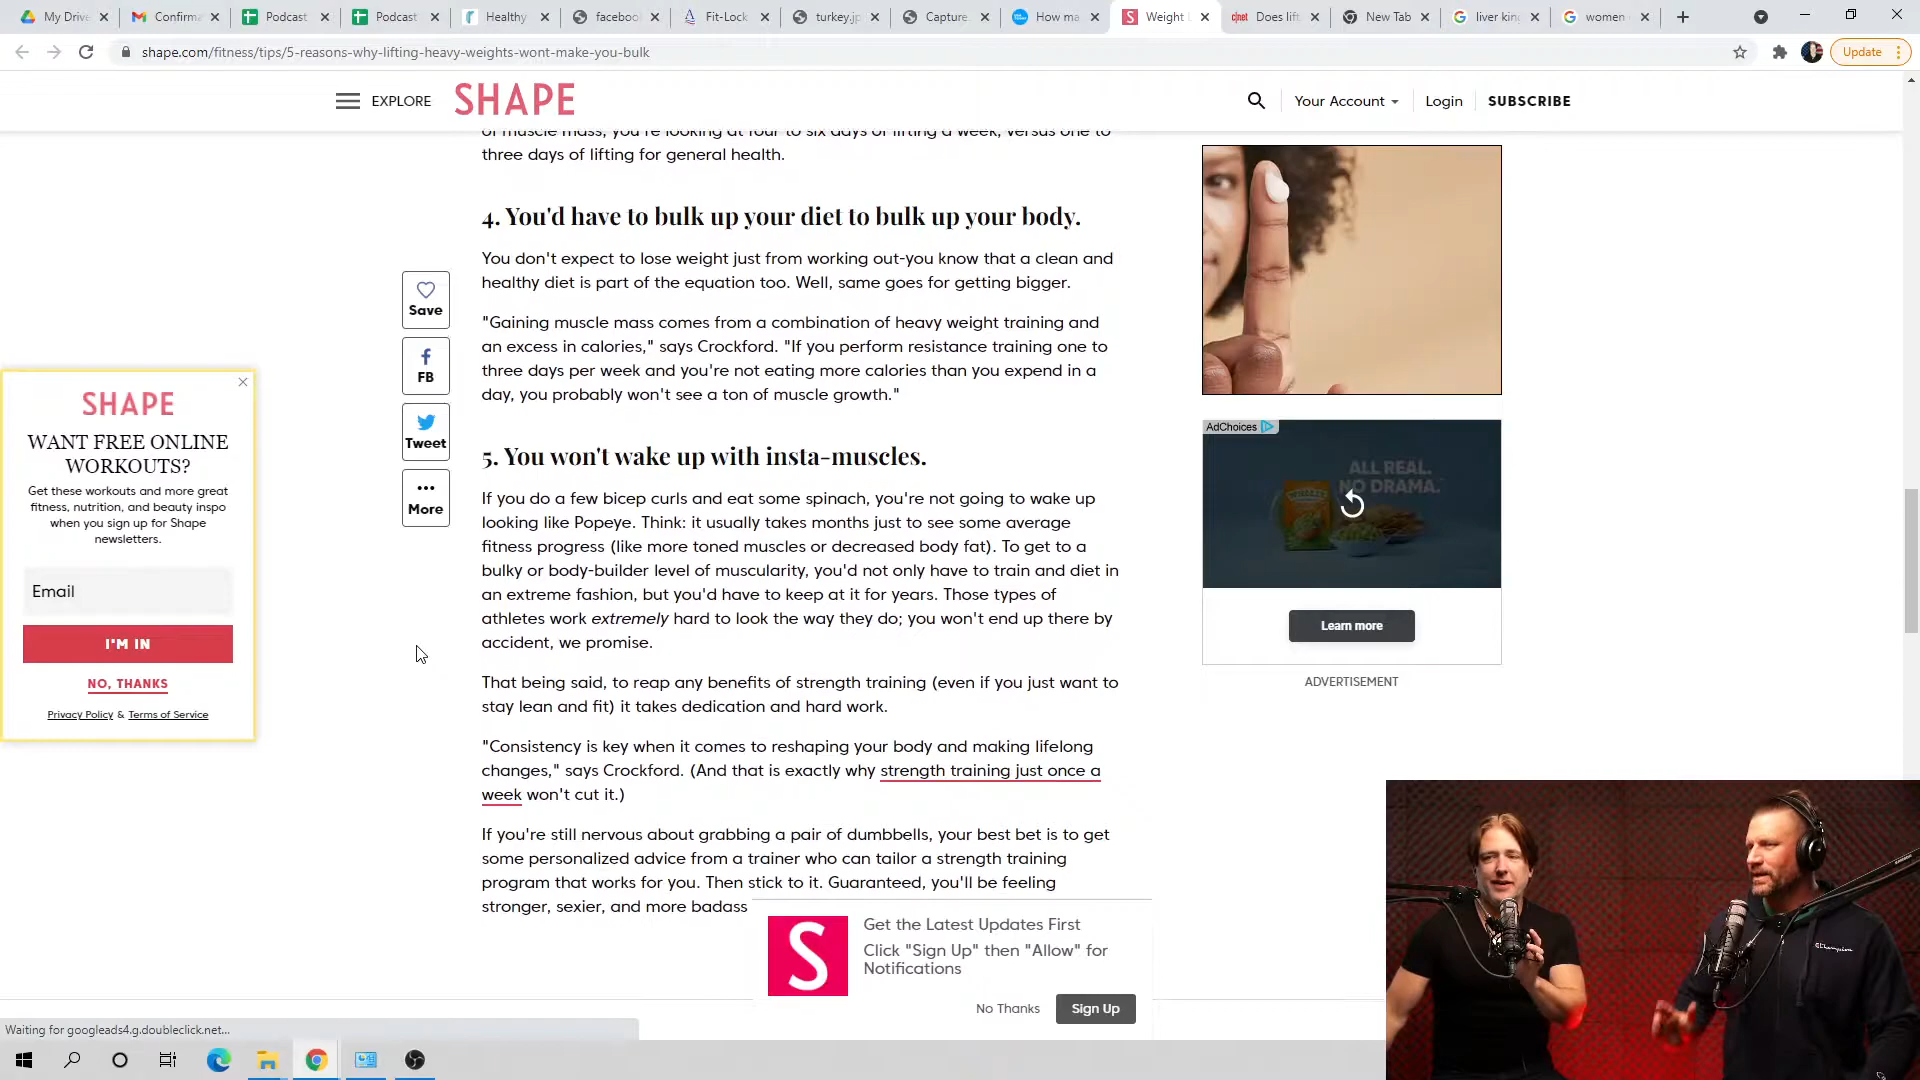 My Drive
Confirma
Podcast
Podcast
Healthy
facebook
Fit-Lock
turkey.jp
Capture
How ma
Weight L
Does lift
New Tab
liver king
women
shape.com/fitness/tips/5-reasons-why-lifting-heavy-weights-wont-make-you-bulk
Update
EXPLORE
SHAPE
Your Account
Login
SUBSCRIBE
of muscle mass, you're looking at four to six days of lifting a week, versus one to
three days of lifting for general health.
4. You'd have to bulk up your diet to bulk up your body.
You don't expect to lose weight just from working out-you know that a clean and
healthy diet is part of the equation too. Well, same goes for getting bigger.
"Gaining muscle mass comes from a combination of heavy weight training and
an excess in calories," says Crockford. "If you perform resistance training one to
three days per week and you're not eating more calories than you expend in a
day, you probably won't see a ton of muscle growth."
5. You won't wake up with insta-muscles.
If you do a few bicep curls and eat some spinach, you're not going to wake up
looking like Popeye. Think: it usually takes months just to see some average
fitness progress (like more toned muscles or decreased body fat). To get to a
bulky or body-builder level of muscularity, you'd not only have to train and diet in
an extreme fashion, but you'd have to keep at it for years. Those types of
athletes work extremely hard to look the way they do; you won't end up there by
accident, we promise.
That being said, to reap any benefits of strength training (even if you just want to
stay lean and fit) it takes dedication and hard work.
"Consistency is key when it comes to reshaping your body and making lifelong
changes," says Crockford. (And that is exactly why strength training just once a
week won't cut it.)
If you're still nervous about grabbing a pair of dumbbells, your best bet is to get
some personalized advice from a trainer who can tailor a strength training
program that works for you. Then stick to it. Guaranteed, you'll be feeling
stronger, sexier, and more badass
Save
FB
Tweet
More
SHAPE
WANT FREE ONLINE
WORKOUTS?
Get these workouts and more great
fitness, nutrition, and beauty inspo
when you sign up for Shape
newsletters.
Email
I'M IN
NO, THANKS
Privacy Policy & Terms of Service
AdChoices
ALL REAL.
NO DRAMA.
Learn more
ADVERTISEMENT
S
Get the Latest Updates First
Click "Sign Up" then "Allow" for
Notifications
No Thanks
Sign Up
Waiting for googleads4.g.doubleclick.net...
Champion